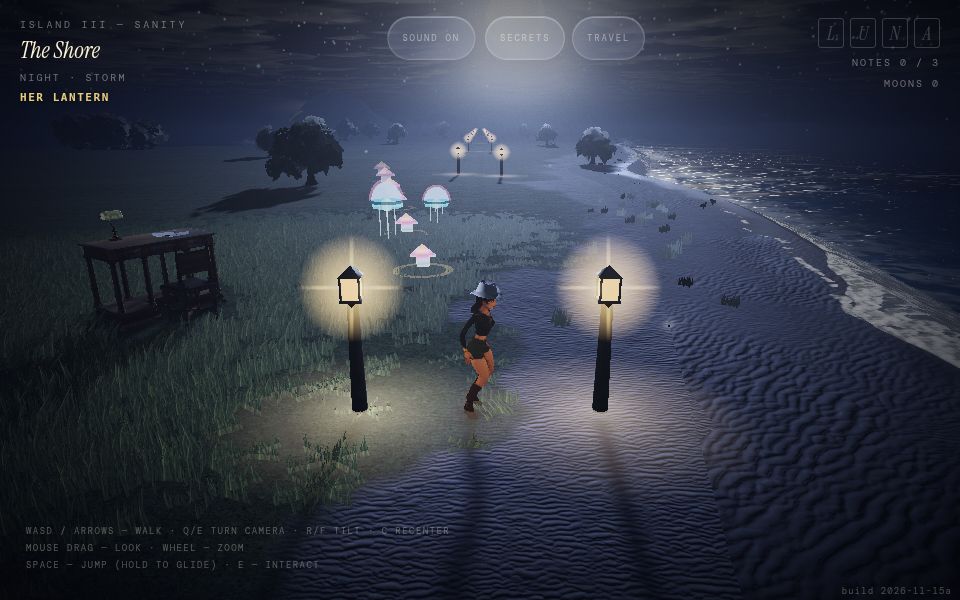 ISLAND III — SANITY
The Shore
NIGHT · STORM
HER LANTERN
SOUND ON
SECRETS
TRAVEL
L U N A
NOTES 0 / 3
MOONS 0
WASD / ARROWS — WALK · Q/E TURN CAMERA · R/F TILT · C RECENTER
MOUSE DRAG — LOOK · WHEEL — ZOOM
SPACE — JUMP (HOLD TO GLIDE) · E — INTERACT
build 2026-11-15a